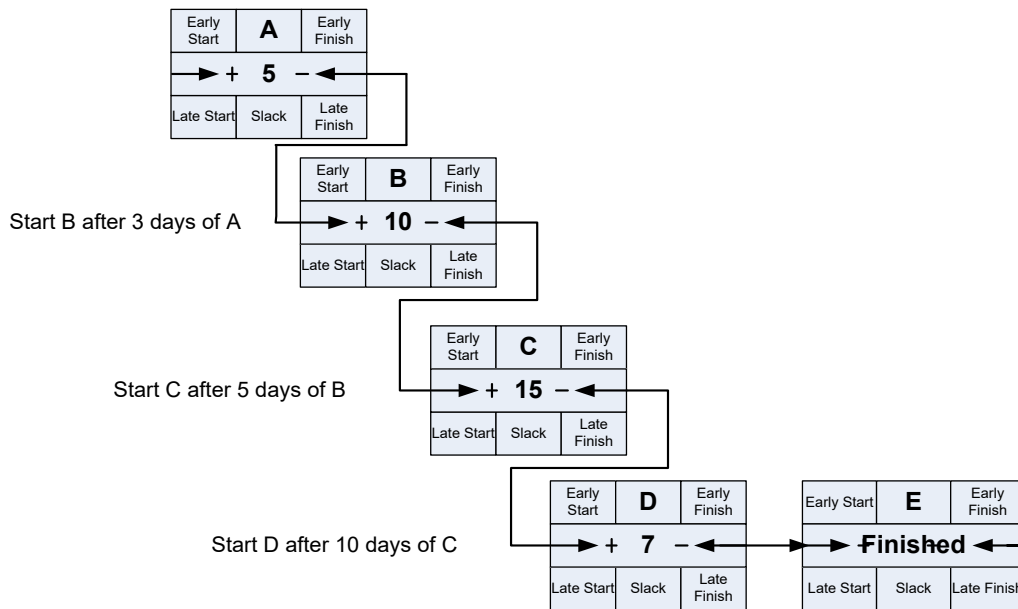 Early Start
A
Early Finish
+ 5 −
Late Start
Slack
Late Finish
Early Start
B
Early Finish
Start B after 3 days of A
+ 10 −
Late Start
Slack
Late Finish
Early Start
C
Early Finish
Start C after 5 days of B
+ 15 −
Late Start
Slack
Late Finish
Early Start
D
Early Finish
Early Start
E
Early Finish
Start D after 10 days of C
+ 7 −
Finished
Late Start
Slack
Late Finish
Late Start
Slack
Late Finish